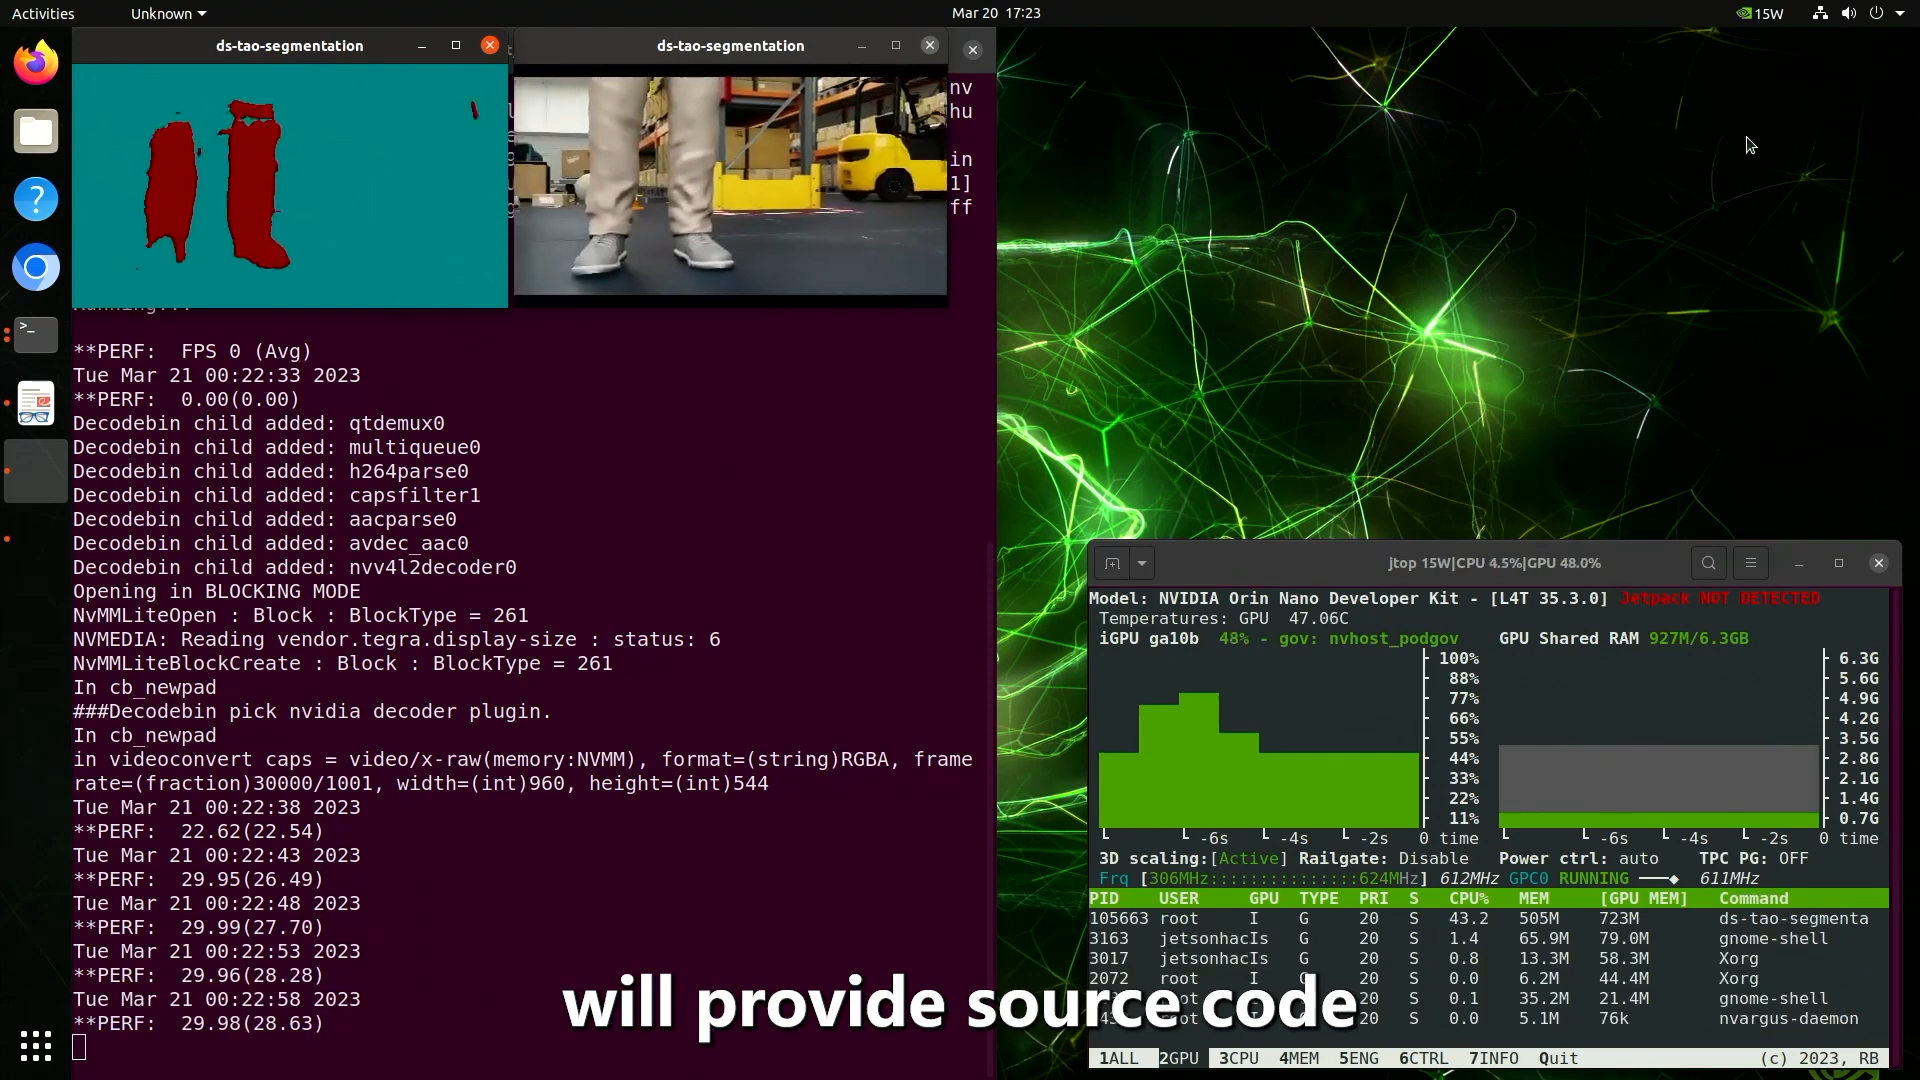 Activities
Unknown
Mar 20 17:23
15W
ds-tao-segmentation
ds-tao-segmentation
nv
hu
in
1]
ff
**PERF:  FPS 0 (Avg)
Tue Mar 21 00:22:33 2023
**PERF:  0.00(0.00)
Decodebin child added: qtdemux0
Decodebin child added: multiqueue0
Decodebin child added: h264parse0
Decodebin child added: capsfilter1
Decodebin child added: aacparse0
Decodebin child added: avdec_aac0
Decodebin child added: nvv4l2decoder0
Opening in BLOCKING MODE
NvMMLiteOpen : Block : BlockType = 261
NVMEDIA: Reading vendor.tegra.display-size : status: 6
NvMMLiteBlockCreate : Block : BlockType = 261
In cb_newpad
###Decodebin pick nvidia decoder plugin.
In cb_newpad
in videoconvert caps = video/x-raw(memory:NVMM), format=(string)RGBA, frame
rate=(fraction)30000/1001, width=(int)960, height=(int)544
Tue Mar 21 00:22:38 2023
**PERF:  22.62(22.54)
Tue Mar 21 00:22:43 2023
**PERF:  29.95(26.49)
Tue Mar 21 00:22:48 2023
**PERF:  29.99(27.70)
Tue Mar 21 00:22:53 2023
**PERF:  29.96(28.28)
Tue Mar 21 00:22:58 2023
**PERF:  29.98(28.63)
jtop 15W|CPU 4.5%|GPU 48.0%
Model: NVIDIA Orin Nano Developer Kit - [L4T 35.3.0] Jetpack NOT DETECTED
Temperatures: GPU  47.06C
iGPU ga10b  48% - gov: nvhost_podgov
GPU Shared RAM 927M/6.3GB
100% 6.3G
88% 5.6G
77% 4.9G
66% 4.2G
55% 3.5G
44% 2.8G
33% 2.1G
22% 1.4G
11% 0.7G
-6s -4s -2s 0 time -6s -4s -2s 0 time
3D scaling:[Active] Railgate: Disable Power ctrl: auto TPC PG: OFF
Frq [306MHz:::::::::::::::624MHz] 612MHz GPC0 RUNNING 611MHz
PID USER GPU TYPE PRI S CPU% MEM [GPU MEM] Command
105663 root I G 20 S 43.2 505M 723M ds-tao-segmenta
3163 jetsonhacIs G 20 S 1.4 65.9M 79.0M gnome-shell
3017 jetsonhacIs G 20 S 0.8 13.3M 58.3M Xorg
2072 root I G 20 S 0.0 6.2M 44.4M Xorg
20 S 0.1 35.2M 21.4M gnome-shell
20 S 0.0 5.1M 76k nvargus-daemon
will provide source code
1ALL 2GPU 3CPU 4MEM 5ENG 6CTRL 7INFO Quit (c) 2023, RB